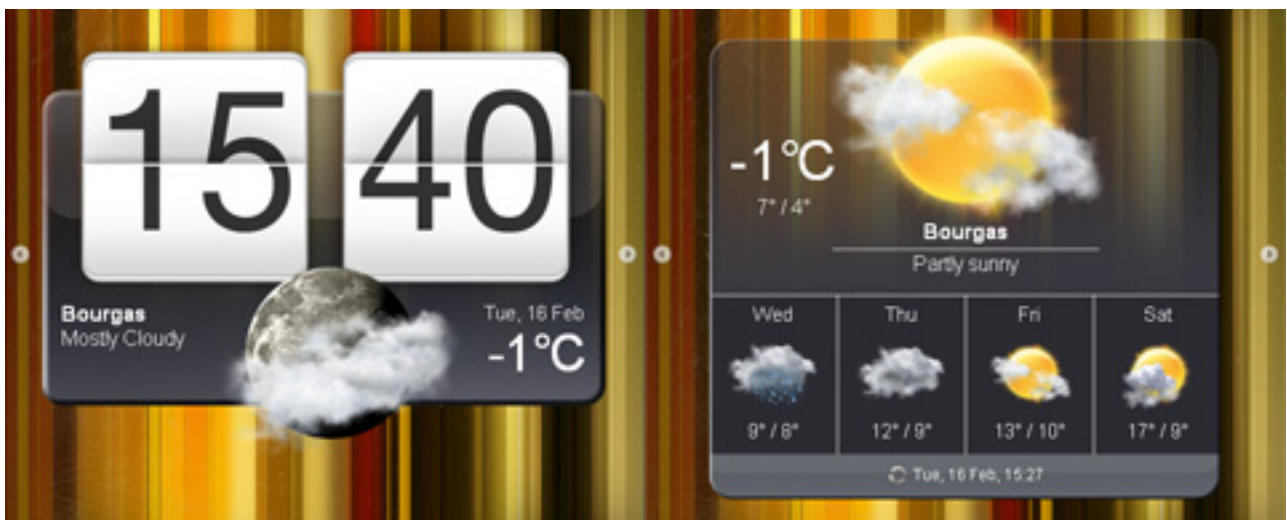 15 40
Bourgas
Mostly Cloudy
Tue, 16 Feb
-1°C
-1°C
7° / 4°
Bourgas
Partly sunny
Wed Thu Fri Sat
9° / 8° 12° / 9° 13° / 10° 17° / 9°
Tue, 16 Feb, 15:27